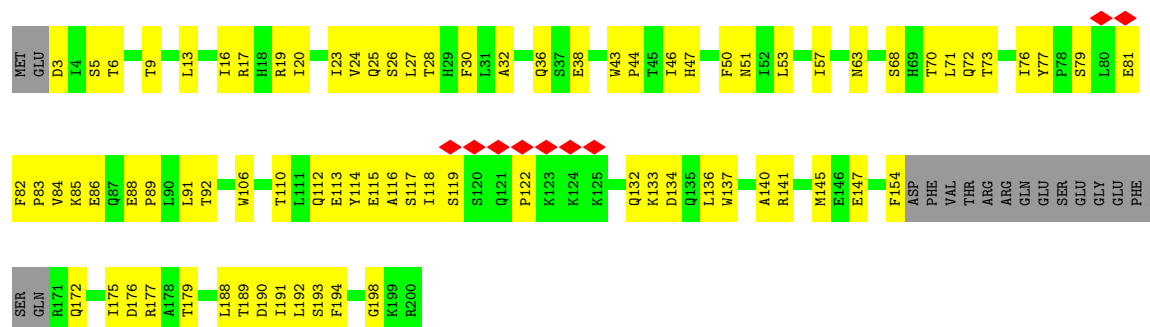 MET GLU D3 I4 S5 T6 T9 L13 I16 R17 H18 R19 I20 I23 V24 Q25 S26 L27 T28 H29 F30 L31 A32 Q36 S37 E38 W43 P44 T45 I46 H47 F50 N51 I52 L53 I57 N63 S68 H69 T70 L71 Q72 T73 I76 Y77 P78 S79 L80 E81
F82 P83 V84 K85 E86 Q87 E88 P89 L90 L91 T92 W106 T110 L111 Q112 E113 Y114 E115 A116 S117 I118 S119 S120 Q121 P122 K123 K124 K125 Q132 K133 D134 Q135 L136 W137 A140 R141 M145 E146 E147 F154 ASP PHE VAL THR ARG ARG GLN GLU SER GLU GLY GLU PHE
SER GLN R171 Q172 I175 D176 R177 A178 T179 L188 T189 D190 I191 L192 S193 F194 G198 K199 R200